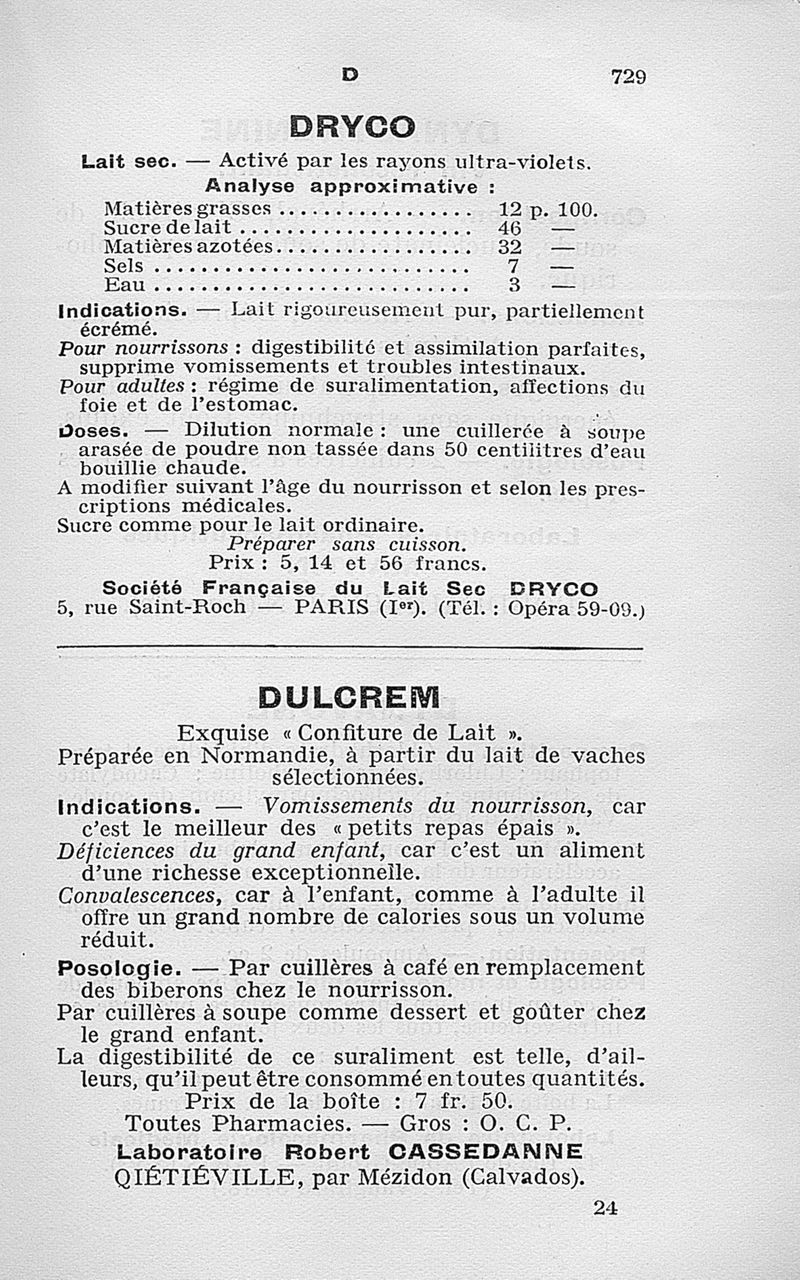 D 729
DRYCO
Lait sec. — Activé par les rayons ultra-violets.
Analyse approximative :
Matières grasses ................. 12 p. 100.
Sucre de lait .................... 46 —
Matières azotées................. 32 —
Sels ........................... 7 —
Eau ........................... 3 —
Indications. — Lait rigoureusement pur, partiellement
écrémé.
Pour nourrissons : digestibilité et assimilation parfaites,
supprime vomissements et troubles intestinaux.
Pour adultes : régime de suralimentation, affections du
foie et de l'estomac.
Doses. — Dilution normale : une cuillerée à soupe
arasée de poudre non tassée dans 50 centilitres d'eau
bouillie chaude.
A modifier suivant l'âge du nourrisson et selon les pres-
criptions médicales.
Sucre comme pour le lait ordinaire.
Préparer sans cuisson.
Prix : 5, 14 et 56 francs.
Société Française du Lait Sec DRYCO
5, rue Saint-Roch — PARIS (Ier). (Tél. : Opéra 59-09.)
DULCREM
Exquise « Confiture de Lait ».
Préparée en Normandie, à partir du lait de vaches
sélectionnées.
Indications. — Vomissements du nourrisson, car
c'est le meilleur des « petits repas épais ».
Déficiences du grand enfant, car c'est un aliment
d'une richesse exceptionnelle.
Convalescences, car à l'enfant, comme à l'adulte il
offre un grand nombre de calories sous un volume
réduit.
Posologie. — Par cuillères à café en remplacement
des biberons chez le nourrisson.
Par cuillères à soupe comme dessert et goûter chez
le grand enfant.
La digestibilité de ce suraliment est telle, d'ail-
leurs, qu'il peut être consommé en toutes quantités.
Prix de la boîte : 7 fr. 50.
Toutes Pharmacies. — Gros : O. C. P.
Laboratoire Robert CASSEDANNE
QIÉTIÉVILLE, par Mézidon (Calvados).
24